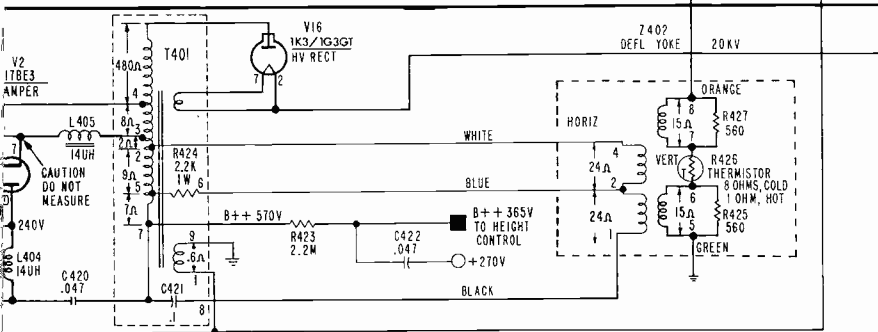 V16
1K3/1G3GT
HV RECT
7
2
T401
480Ω
4
8Ω
3
2Ω
2
9Ω
5
7Ω
7
V2
17BE3
AMPER
L405
14UH
7
CAUTION
DO NOT
MEASURE
240V
L404
14UH
C420
.047
C421
8
9
.6Ω
1
R424
2.2K
1W
6
WHITE
BLUE
B++ 570V
R423
2.2M
B++ 365V
TO HEIGHT
CONTROL
C422
.047
+270V
BLACK
Z402
DEFL YOKE 20KV
HORIZ
4
24Ω
2
24Ω
1
ORANGE
8
15Ω
7
R427
560
VERT
T
R426
THERMISTOR
8 OHMS, COLD
1 OHM, HOT
6
15Ω
5
R425
560
GREEN